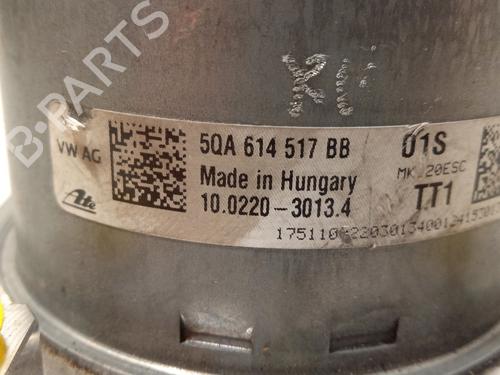 B-PARTS
VW AG
5QA 614 517 BB
01S
Made in Hungary
MK 20ESC
Ate
10.0220-3013.4
TT1